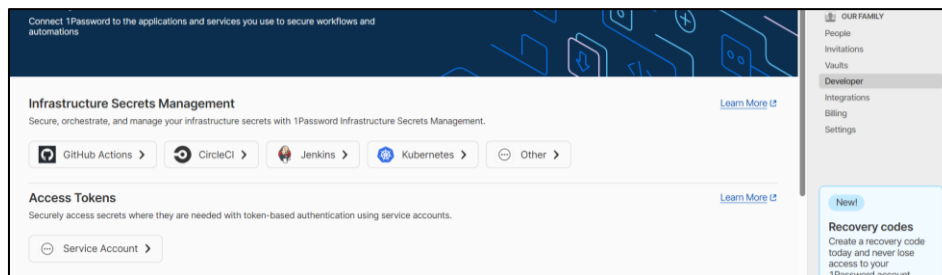 Connect 1Password to the applications and services you use to secure workflows and
automations
Infrastructure Secrets Management
Learn More
Secure, orchestrate, and manage your infrastructure secrets with 1Password Infrastructure Secrets Management.
GitHub Actions
CircleCI
Jenkins
Kubernetes
Other
Access Tokens
Learn More
Securely access secrets where they are needed with token-based authentication using service accounts.
Service Account
OUR FAMILY
People
Invitations
Vaults
Developer
Integrations
Billing
Settings
New!
Recovery codes
Create a recovery code
today and never lose
access to your
1Password account